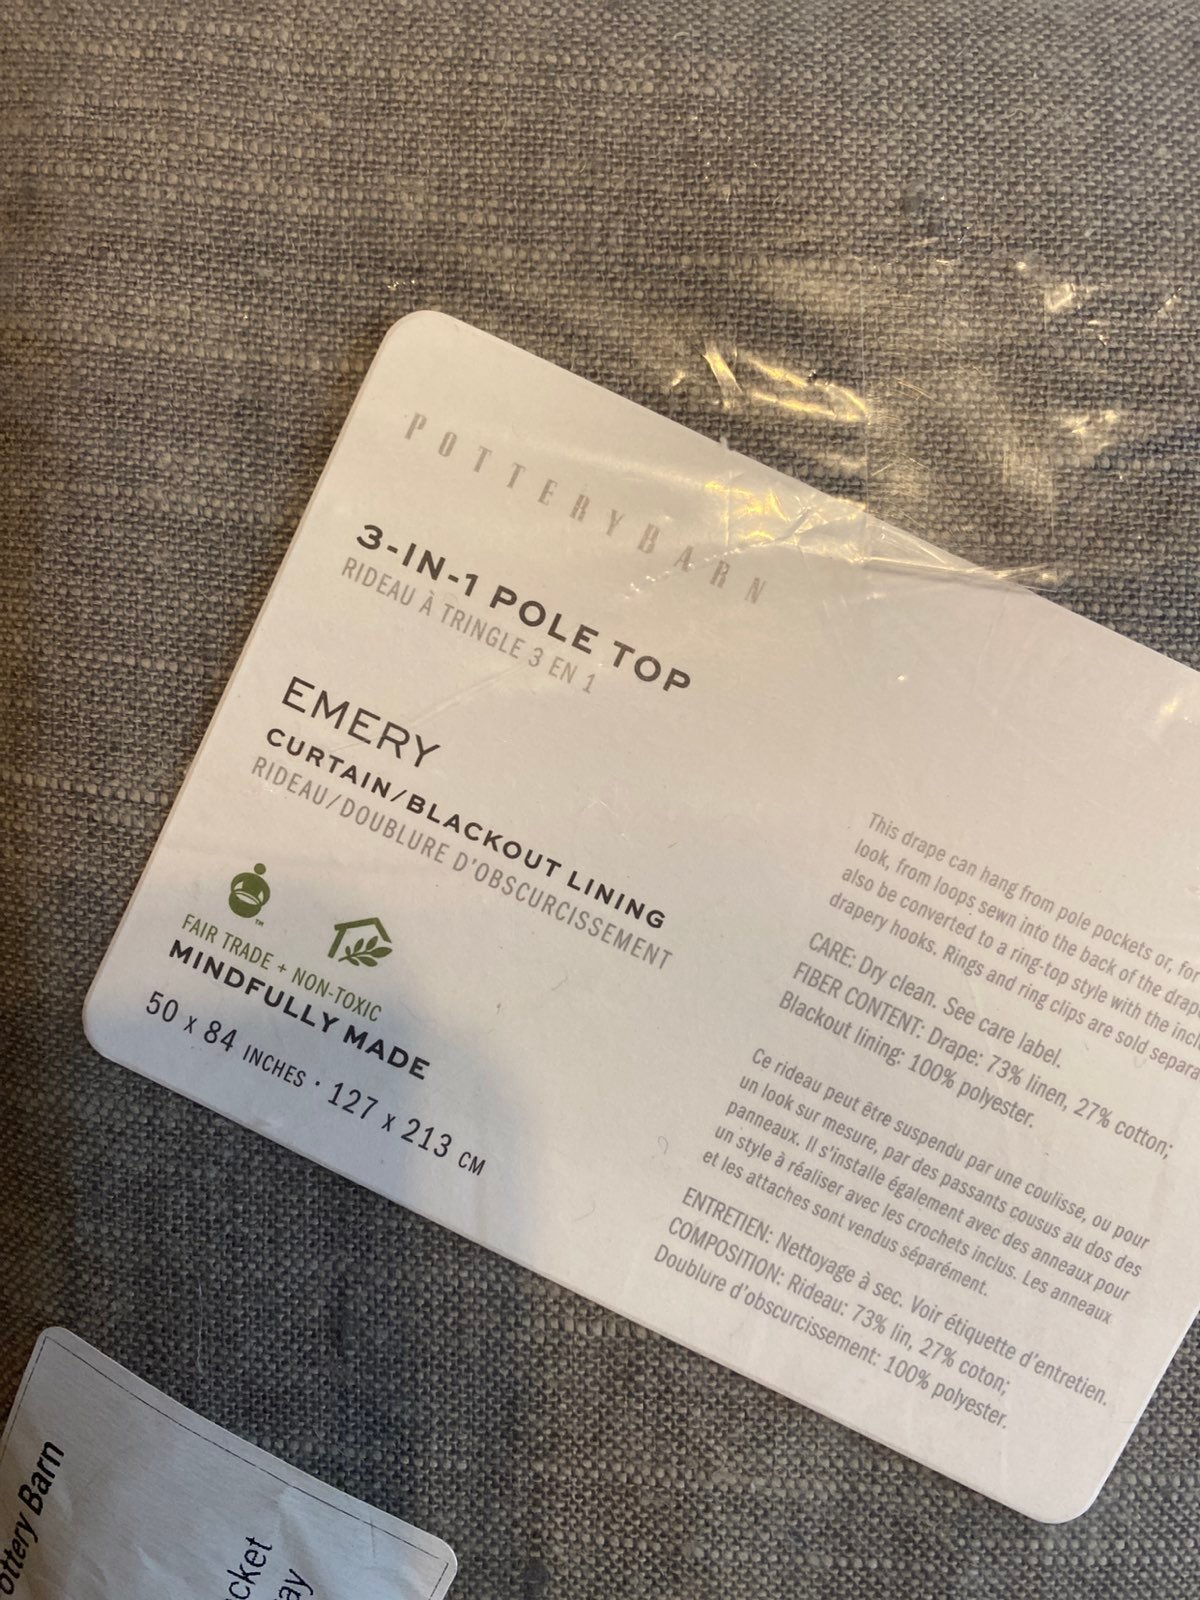 POTTERYBARN
3-IN-1 POLE TOP
RIDEAU À TRINGLE 3 EN 1
EMERY
CURTAIN/BLACKOUT LINING
RIDEAU/DOUBLURE D'OBSCURCISSEMENT
™
FAIR TRADE + NON-TOXIC
MINDFULLY MADE
50 x 84 INCHES · 127 x 213 CM
This drape can hang from pole pockets or, for
look, from loops sewn into the back of the drape
also be converted to a ring-top style with the
drapery hooks. Rings and ring clips are sold
CARE: Dry clean. See care label.
FIBER CONTENT: Drape: 73% linen, 27% cotton;
Blackout lining: 100% polyester.
Ce rideau peut être suspendu par une coulisse, ou pour
un look sur mesure, par des passants cousus au dos des
panneaux. Il s'installe également avec des anneaux pour
un style à réaliser avec les crochets inclus. Les anneaux
et les attaches sont vendus séparément.
ENTRETIEN: Nettoyage à sec. Voir étiquette d'entretien.
COMPOSITION: Rideau: 73% lin, 27% coton;
Doublure d'obscurcissement: 100% polyester.
ottery Barn
cket
ay